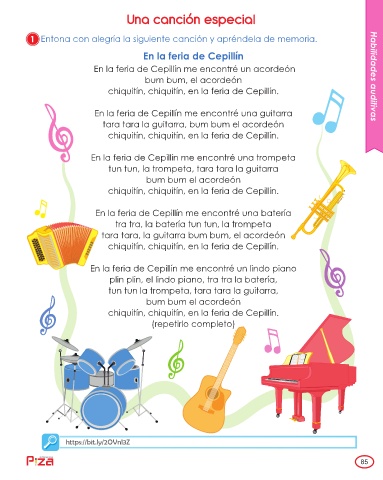 Una canción especial
1 Entona con alegría la siguiente canción y apréndela de memoria.
En la feria de Cepillín
En la feria de Cepillín me encontré un acordeón
bum bum, el acordeón
chiquitín, chiquitín, en la feria de Cepillín.
En la feria de Cepillín me encontré una guitarra
tara tara la guitarra, bum bum el acordeón
chiquitín, chiquitín, en la feria de Cepillín.
En la feria de Cepillín me encontré una trompeta
tun tun, la trompeta, tara tara la guitarra
bum bum el acordeón
chiquitín, chiquitín, en la feria de Cepillín.
En la feria de Cepillín me encontré una batería
tra tra, la batería tun tun, la trompeta
tara tara, la guitarra bum bum, el acordeón
chiquitín, chiquitín, en la feria de Cepillín.
En la feria de Cepillín me encontré un lindo piano
plin plin, el lindo piano, tra tra la batería,
tun tun la trompeta, tara tara la guitarra,
bum bum el acordeón
chiquitín, chiquitín, en la feria de Cepillín.
(repetirlo completo)
Habilidades auditivas
85